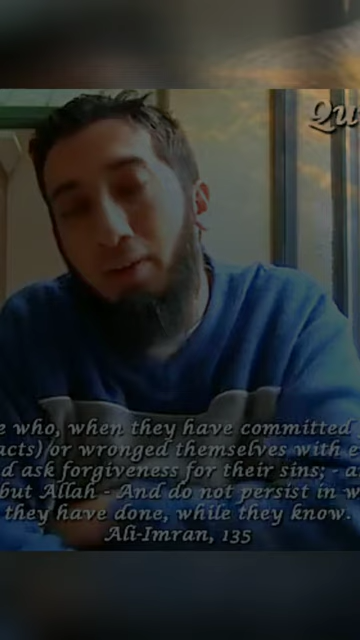 Qu
e who, when they have committed
acts) or wronged themselves with e
d ask forgiveness for their sins; - a
but Allah - And do not persist in w
they have done, while they know.
Ali-Imran, 135